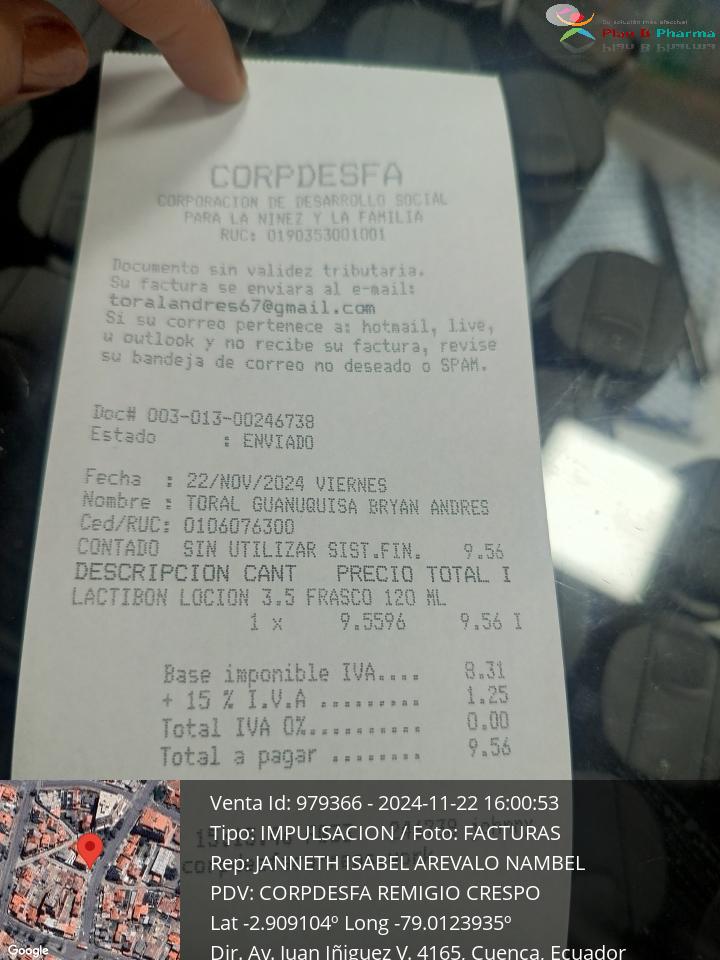 Su solución más efectiva!
Plan B Pharma
CORPDESFA
CORPORACION DE DESARROLLO SOCIAL
PARA LA NINEZ Y LA FAMILIA
RUC: 0190353001001
Documento sin validez tributaria.
Su factura se enviara al e-mail:
toralandres67@gmail.com
Si su correo pertenece a: hotmail, live,
u outlook y no recibe su factura, revise
su bandeja de correo no deseado o SPAM.
Doc# 003-013-00246738
Estado : ENVIADO
Fecha : 22/NOV/2024 VIERNES
Nombre : TORAL GUANUQUISA BRYAN ANDRES
Ced/RUC: 0106076300
CONTADO SIN UTILIZAR SIST.FIN. 9.56
DESCRIPCION CANT PRECIO TOTAL I
LACTIBON LOCION 3.5 FRASCO 120 ML
1 x 9.5596 9.56 I
Base imponible IVA.... 8.31
+ 15 % I.V.A ......... 1.25
Total IVA 0%.......... 0.00
Total a pagar ........ 9.56
Venta Id: 979366 - 2024-11-22 16:00:53
Tipo: IMPULSACION / Foto: FACTURAS
Rep: JANNETH ISABEL AREVALO NAMBEL
PDV: CORPDESFA REMIGIO CRESPO
Lat -2.909104º Long -79.0123935º
Dir. Av. Juan Iñiguez V. 4165, Cuenca, Ecuador
Google